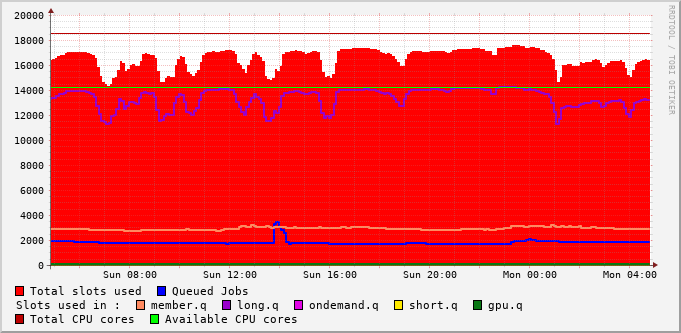 RRDTOOL / TOBI OETIKER
20000
18000
16000
14000
12000
10000
8000
6000
4000
2000
0
Sun 08:00 Sun 12:00 Sun 16:00 Sun 20:00 Mon 00:00 Mon 04:00
Total slots used Queued Jobs
Slots used in : member.q long.q ondemand.q short.q gpu.q
Total CPU cores Available CPU cores